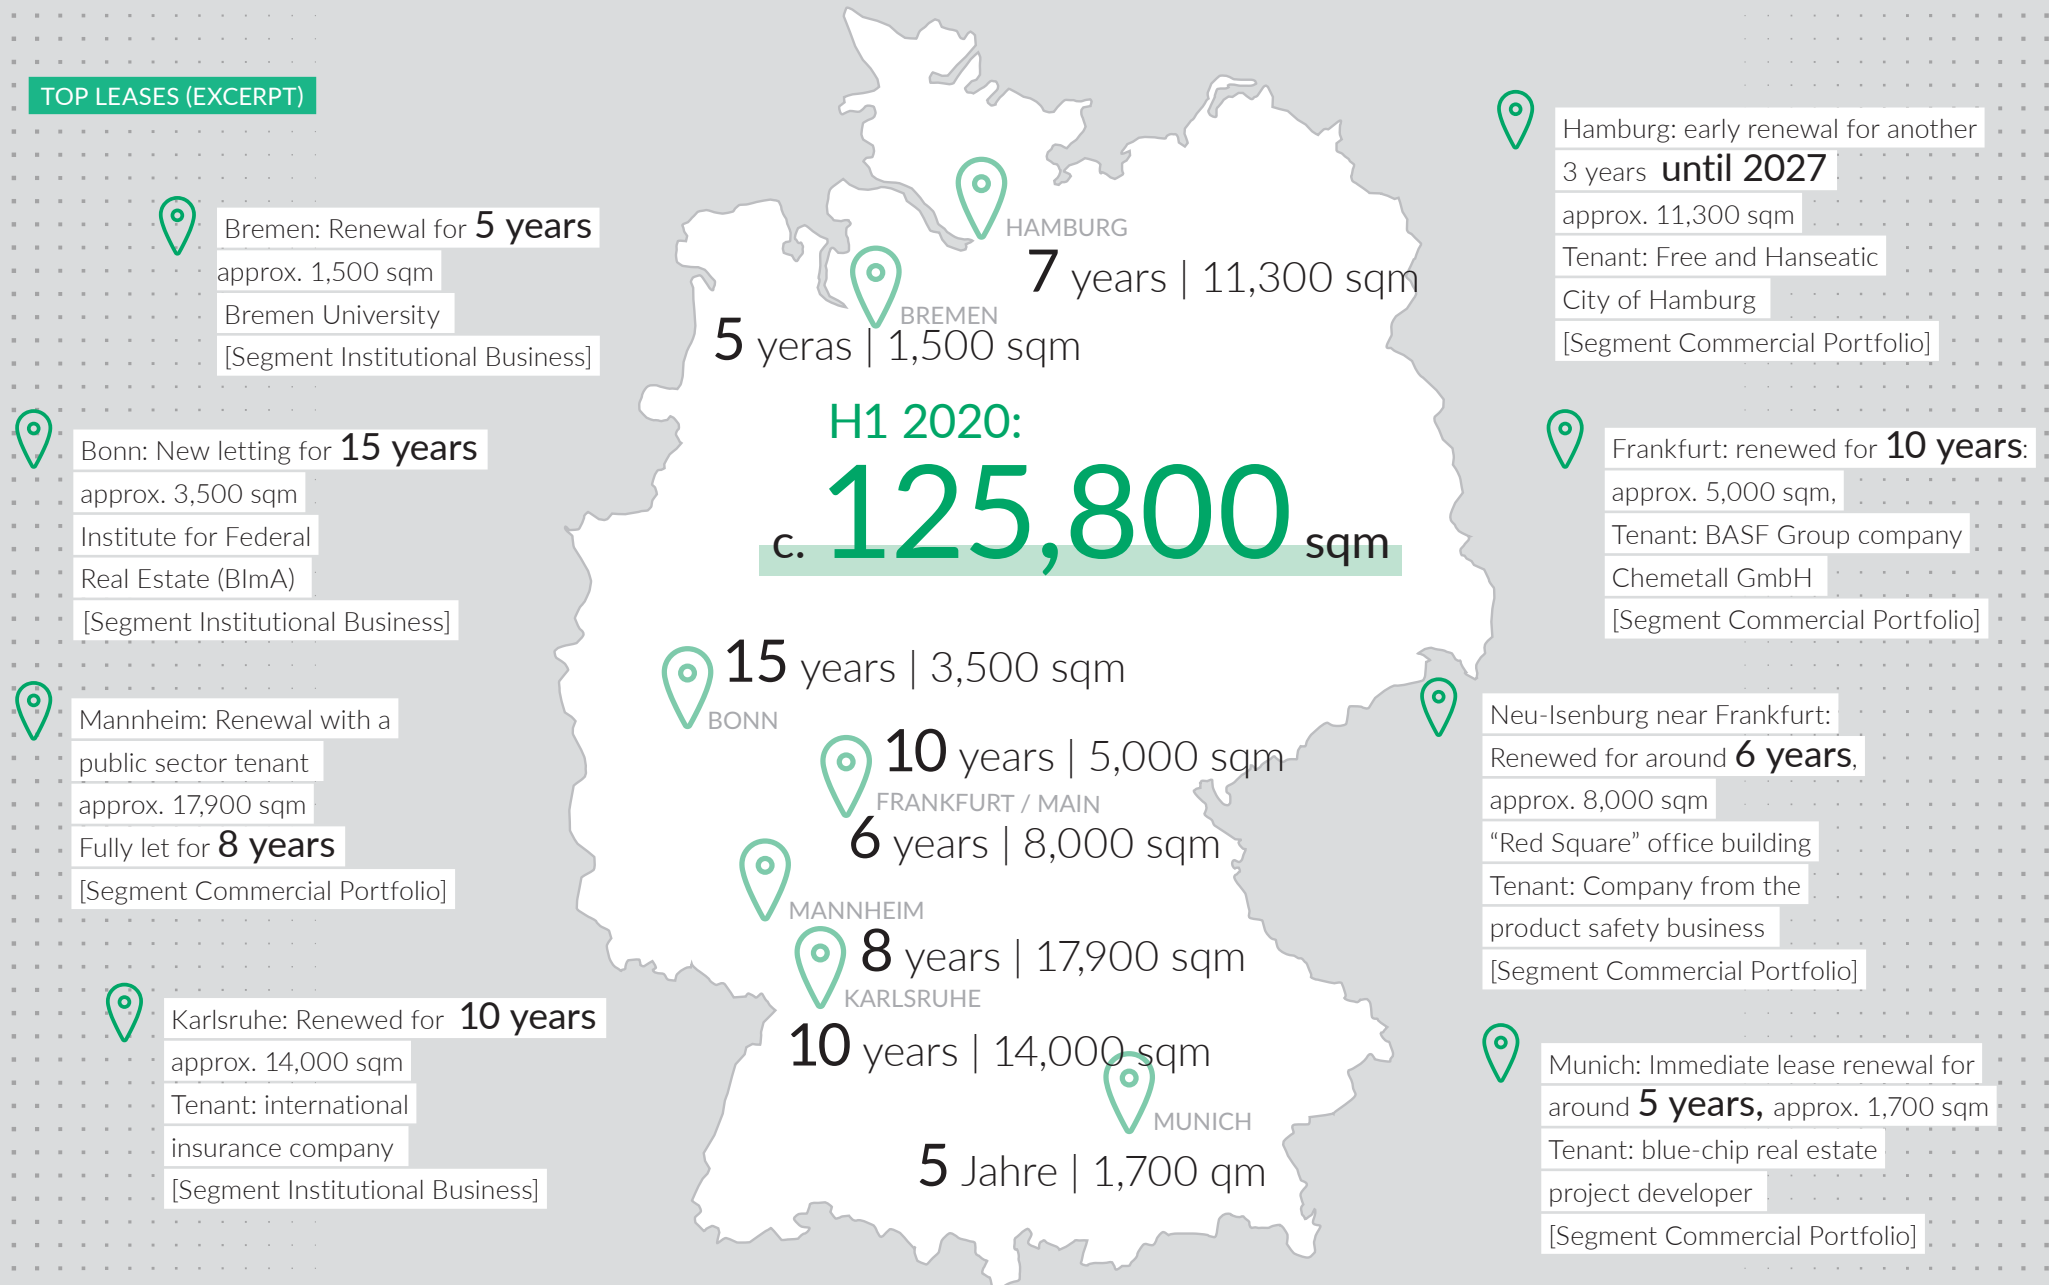 TOP LEASES (EXCERPT)
Bremen: Renewal for 5 years
approx. 1,500 sqm
Bremen University
[Segment Institutional Business]
Bonn: New letting for 15 years
approx. 3,500 sqm
Institute for Federal
Real Estate (BImA)
[Segment Institutional Business]
Mannheim: Renewal with a
public sector tenant
approx. 17,900 sqm
Fully let for 8 years
[Segment Commercial Portfolio]
Karlsruhe: Renewed for 10 years
approx. 14,000 sqm
Tenant: international
insurance company
[Segment Institutional Business]
HAMBURG
7 years | 11,300 sqm
BREMEN
5 yeras | 1,500 sqm
H1 2020:
c. 125,800 sqm
15 years | 3,500 sqm
BONN
10 years | 5,000 sqm
FRANKFURT / MAIN
6 years | 8,000 sqm
MANNHEIM
8 years | 17,900 sqm
KARLSRUHE
10 years | 14,000 sqm
MUNICH
5 Jahre | 1,700 qm
Hamburg: early renewal for another
3 years until 2027
approx. 11,300 sqm
Tenant: Free and Hanseatic
City of Hamburg
[Segment Commercial Portfolio]
Frankfurt: renewed for 10 years:
approx. 5,000 sqm,
Tenant: BASF Group company
Chemetall GmbH
[Segment Commercial Portfolio]
Neu-Isenburg near Frankfurt:
Renewed for around 6 years,
approx. 8,000 sqm
“Red Square” office building
Tenant: Company from the
product safety business
[Segment Commercial Portfolio]
Munich: Immediate lease renewal for
around 5 years, approx. 1,700 sqm
Tenant: blue-chip real estate
project developer
[Segment Commercial Portfolio]